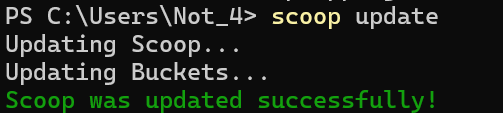 PS C:\Users\Not_4> scoop update
Updating Scoop...
Updating Buckets...
Scoop was updated successfully!